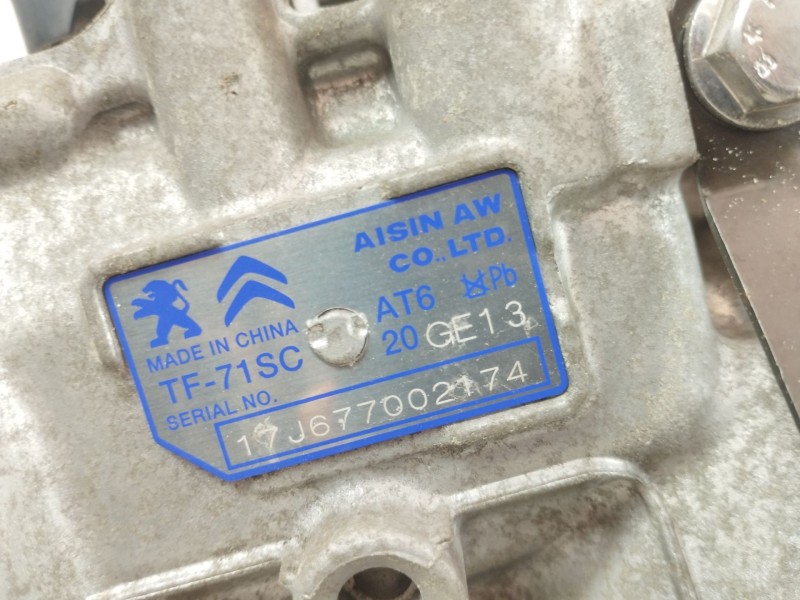 AISIN AW
CO.,LTD.
MADE IN CHINA
AT6 Pb
TF-71SC
20 GE13
SERIAL NO.
17J677002174